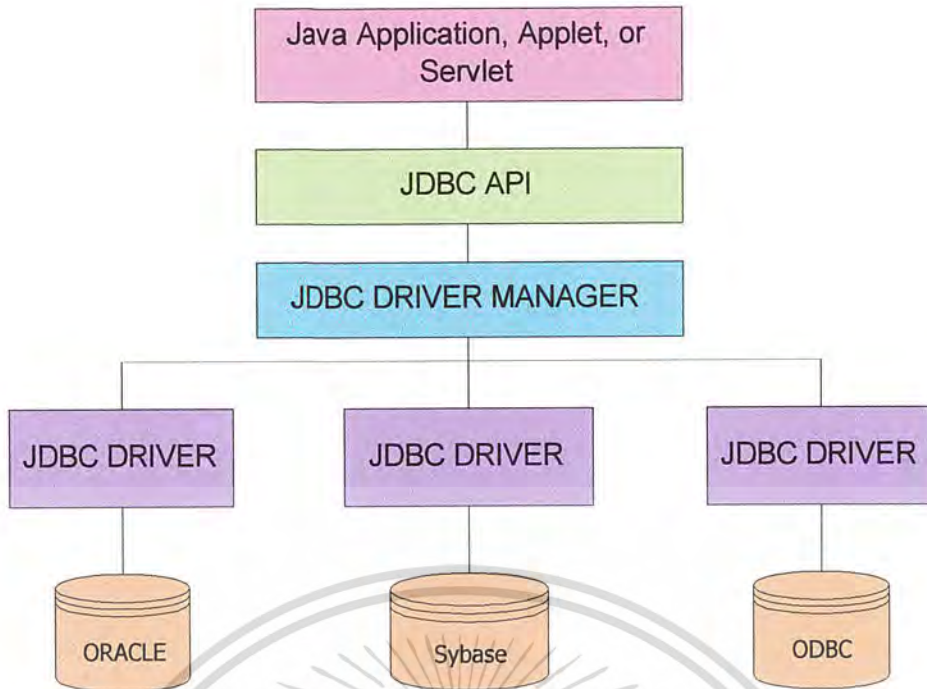 Java Application, Applet, or
Servlet
JDBC API
JDBC DRIVER MANAGER
JDBC DRIVER
JDBC DRIVER
JDBC DRIVER
ORACLE
Sybase
ODBC